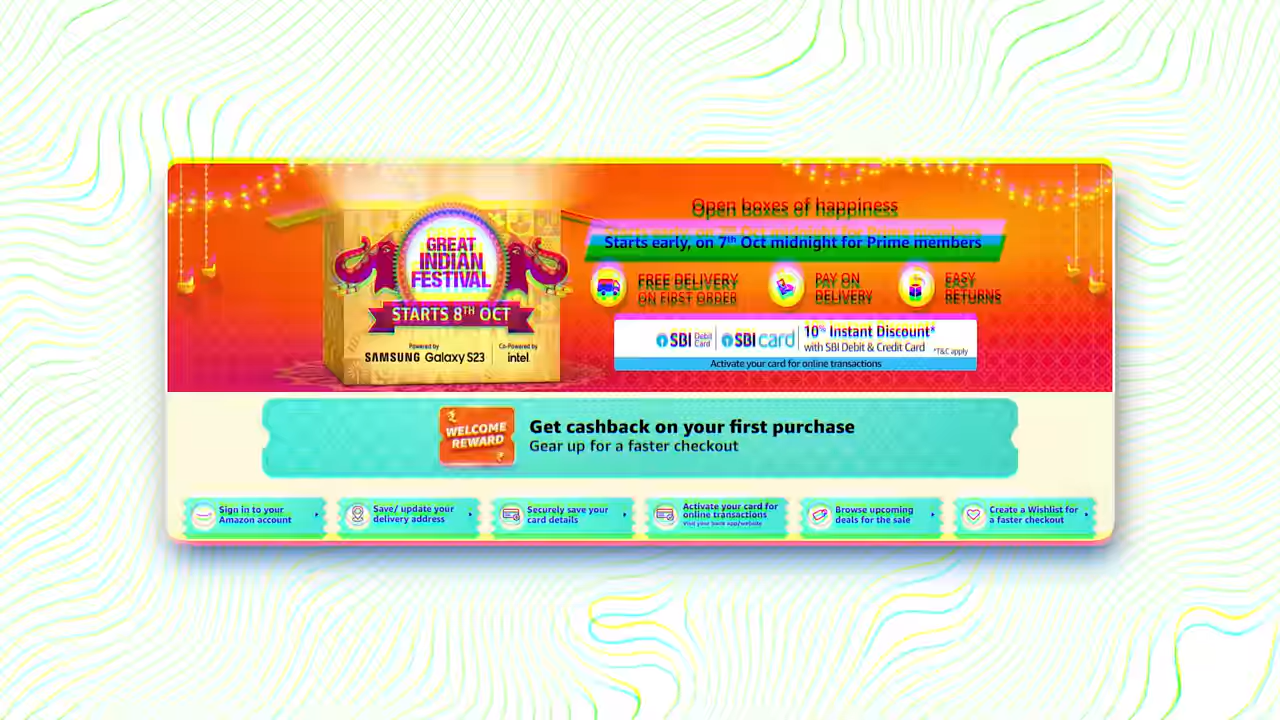 Open boxes of happiness
Starts early, on 7th Oct midnight for Prime members
GREAT
INDIAN
FESTIVAL
STARTS 8TH OCT
Powered by
SAMSUNG Galaxy S23
Co-Powered by
intel.
FREE DELIVERY
ON FIRST ORDER
PAY ON
DELIVERY
EASY
RETURNS
SBI Debit Card
SBI card
10% Instant Discount*
with SBI Debit & Credit Card
*T&C apply
Activate your card for online transactions
WELCOME
REWARD
Get cashback on your first purchase
Gear up for a faster checkout
Sign in to your
Amazon account
Save/ update your
delivery address
Securely save your
card details
Activate your card for
online transactions
Visit your bank app/website
Browse upcoming
deals for the sale
Create a Wishlist for
a faster checkout